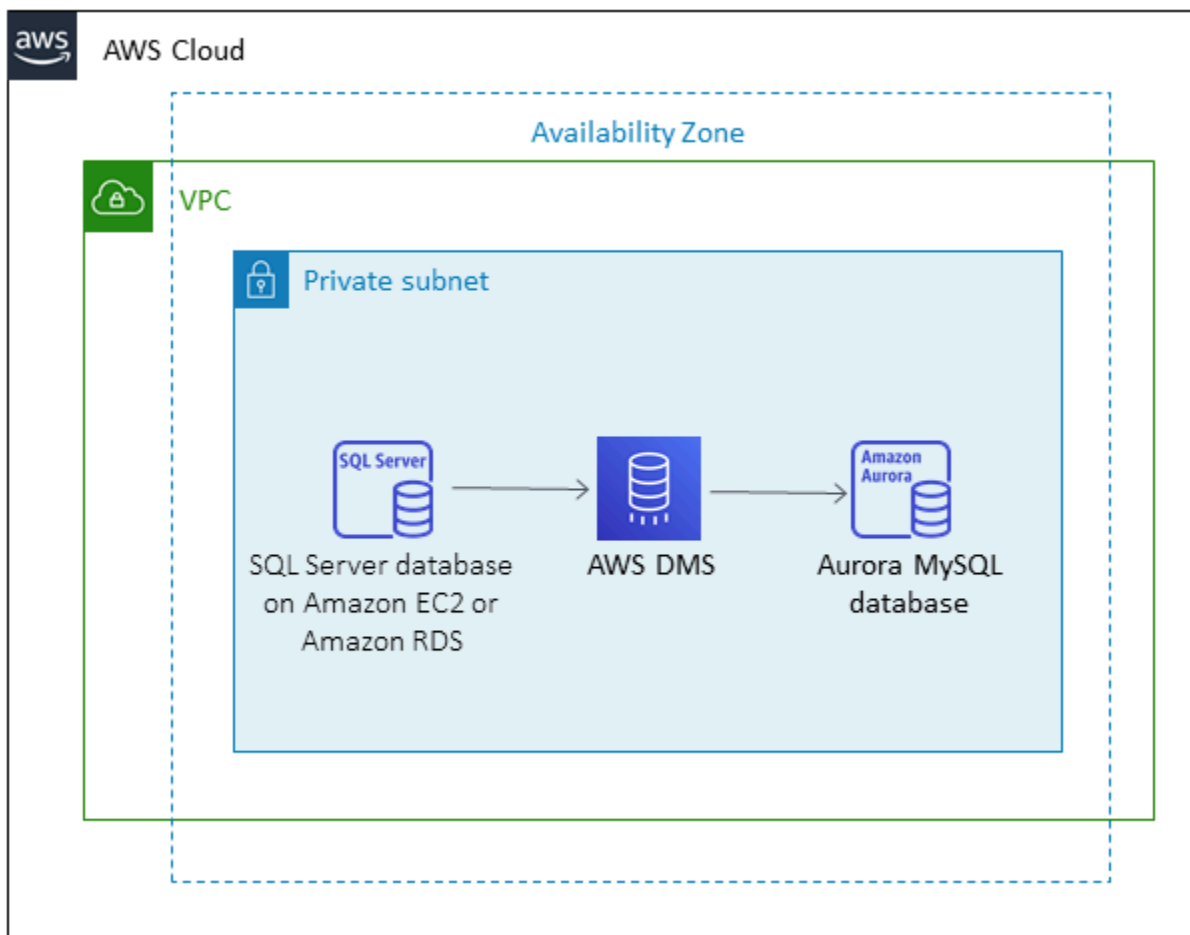 aws
AWS Cloud
Availability Zone
VPC
Private subnet
SQL Server
Amazon
Aurora
SQL Server database
on Amazon EC2 or
Amazon RDS
AWS DMS
Aurora MySQL
database